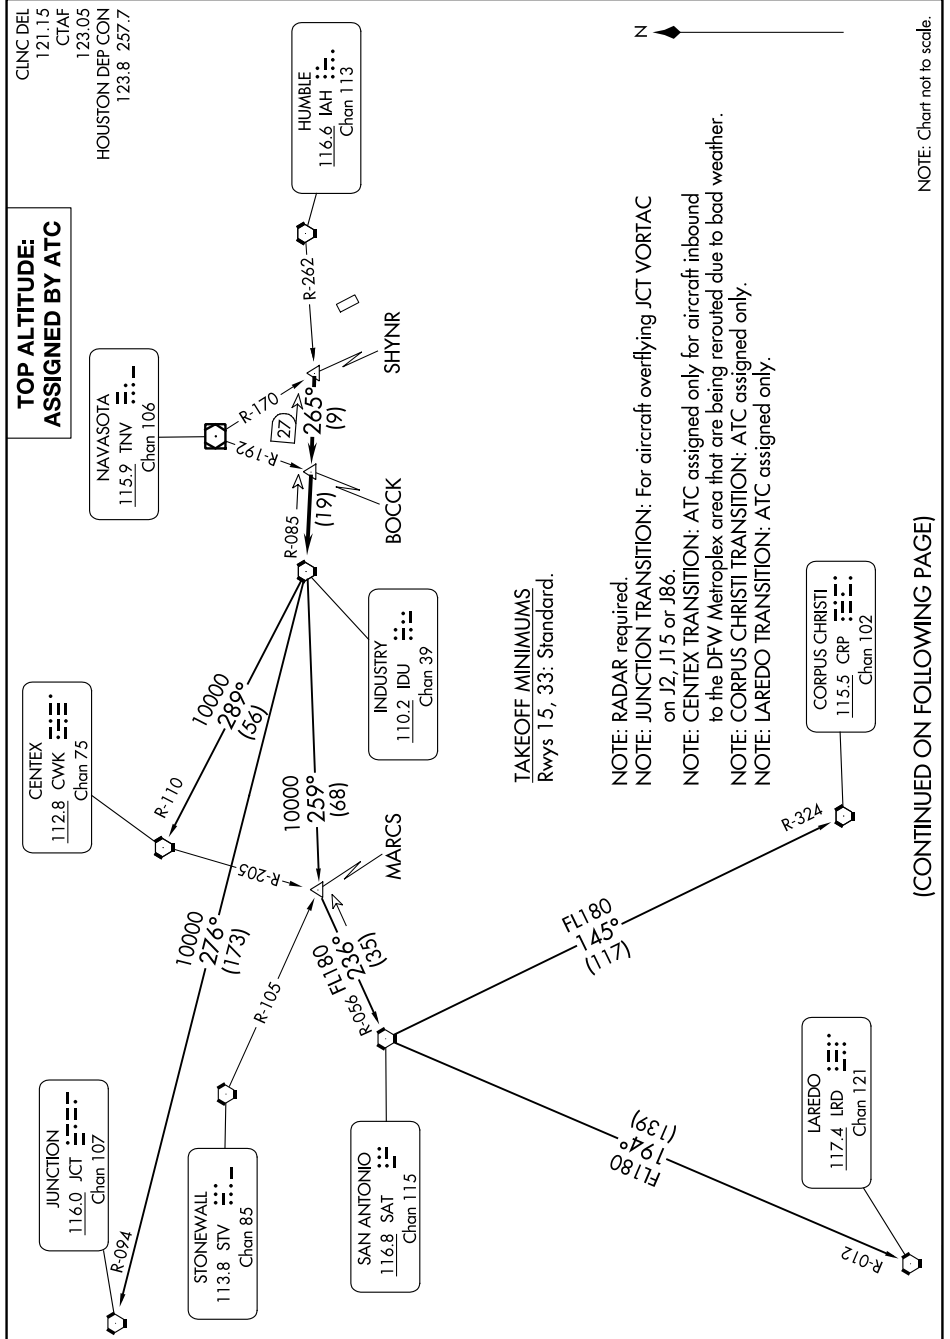 TOP ALTITUDE:
ASSIGNED BY ATC
CLNC DEL
121.15
CTAF
123.05
HOUSTON DEP CON
123.8 257.7
JUNCTION
116.0 JCT
Chan 107
R-094
10000
276°
(173)
CENTEX
112.8 CWK
Chan 75
R-110
10000
289°
(56)
NAVASOTA
115.9 TNV
Chan 106
R-192
R-170
HUMBLE
116.6 IAH
Chan 113
R-262
STONEWALL
113.8 STV
Chan 85
R-105
R-205
10000
259°
(68)
R-085
(19)
27
265°
(9)
SHYNR
BOCCK
INDUSTRY
110.2 IDU
Chan 39
MARCS
SAN ANTONIO
116.8 SAT
Chan 115
R-056
FL180
236°
(35)
FL180
194°
(139)
R-012
LAREDO
117.4 LRD
Chan 121
FL180
145°
(117)
R-324
CORPUS CHRISTI
115.5 CRP
Chan 102
TAKEOFF MINIMUMS
Rwys 15, 33: Standard.
NOTE: RADAR required.
NOTE: JUNCTION TRANSITION: For aircraft overflying JCT VORTAC
on J2, J15 or J86.
NOTE: CENTEX TRANSITION: ATC assigned only for aircraft inbound
to the DFW Metroplex area that are being rerouted due to bad weather.
NOTE: CORPUS CHRISTI TRANSITION: ATC assigned only.
NOTE: LAREDO TRANSITION: ATC assigned only.
N
(CONTINUED ON FOLLOWING PAGE)
NOTE: Chart not to scale.